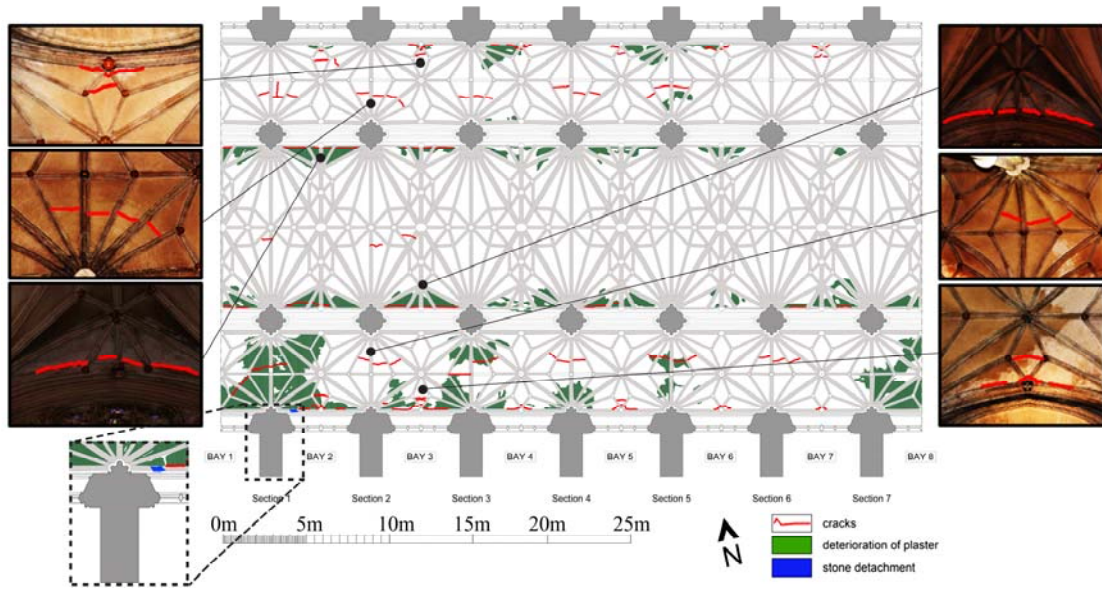 BAY 1
BAY 2
BAY 3
BAY 4
BAY 5
BAY 6
BAY 7
BAY 8
Section 1
Section 2
Section 3
Section 4
Section 5
Section 6
Section 7
0m
5m
10m
15m
20m
25m
N
cracks
deterioration of plaster
stone detachment